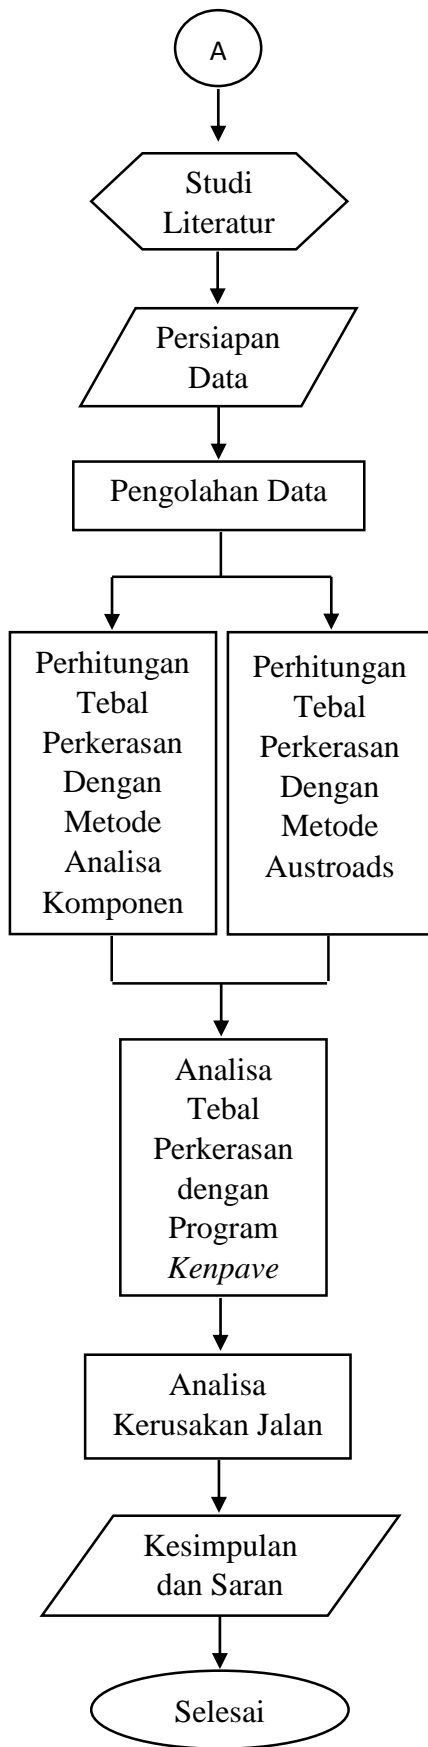 A
Studi
Literatur
Persiapan
Data
Pengolahan Data
Perhitungan
Tebal
Perkerasan
Dengan
Metode
Analisa
Komponen
Perhitungan
Tebal
Perkerasan
Dengan
Metode
Austroads
Analisa
Tebal
Perkerasan
dengan
Program
Kenpave
Analisa
Kerusakan Jalan
Kesimpulan
dan Saran
Selesai